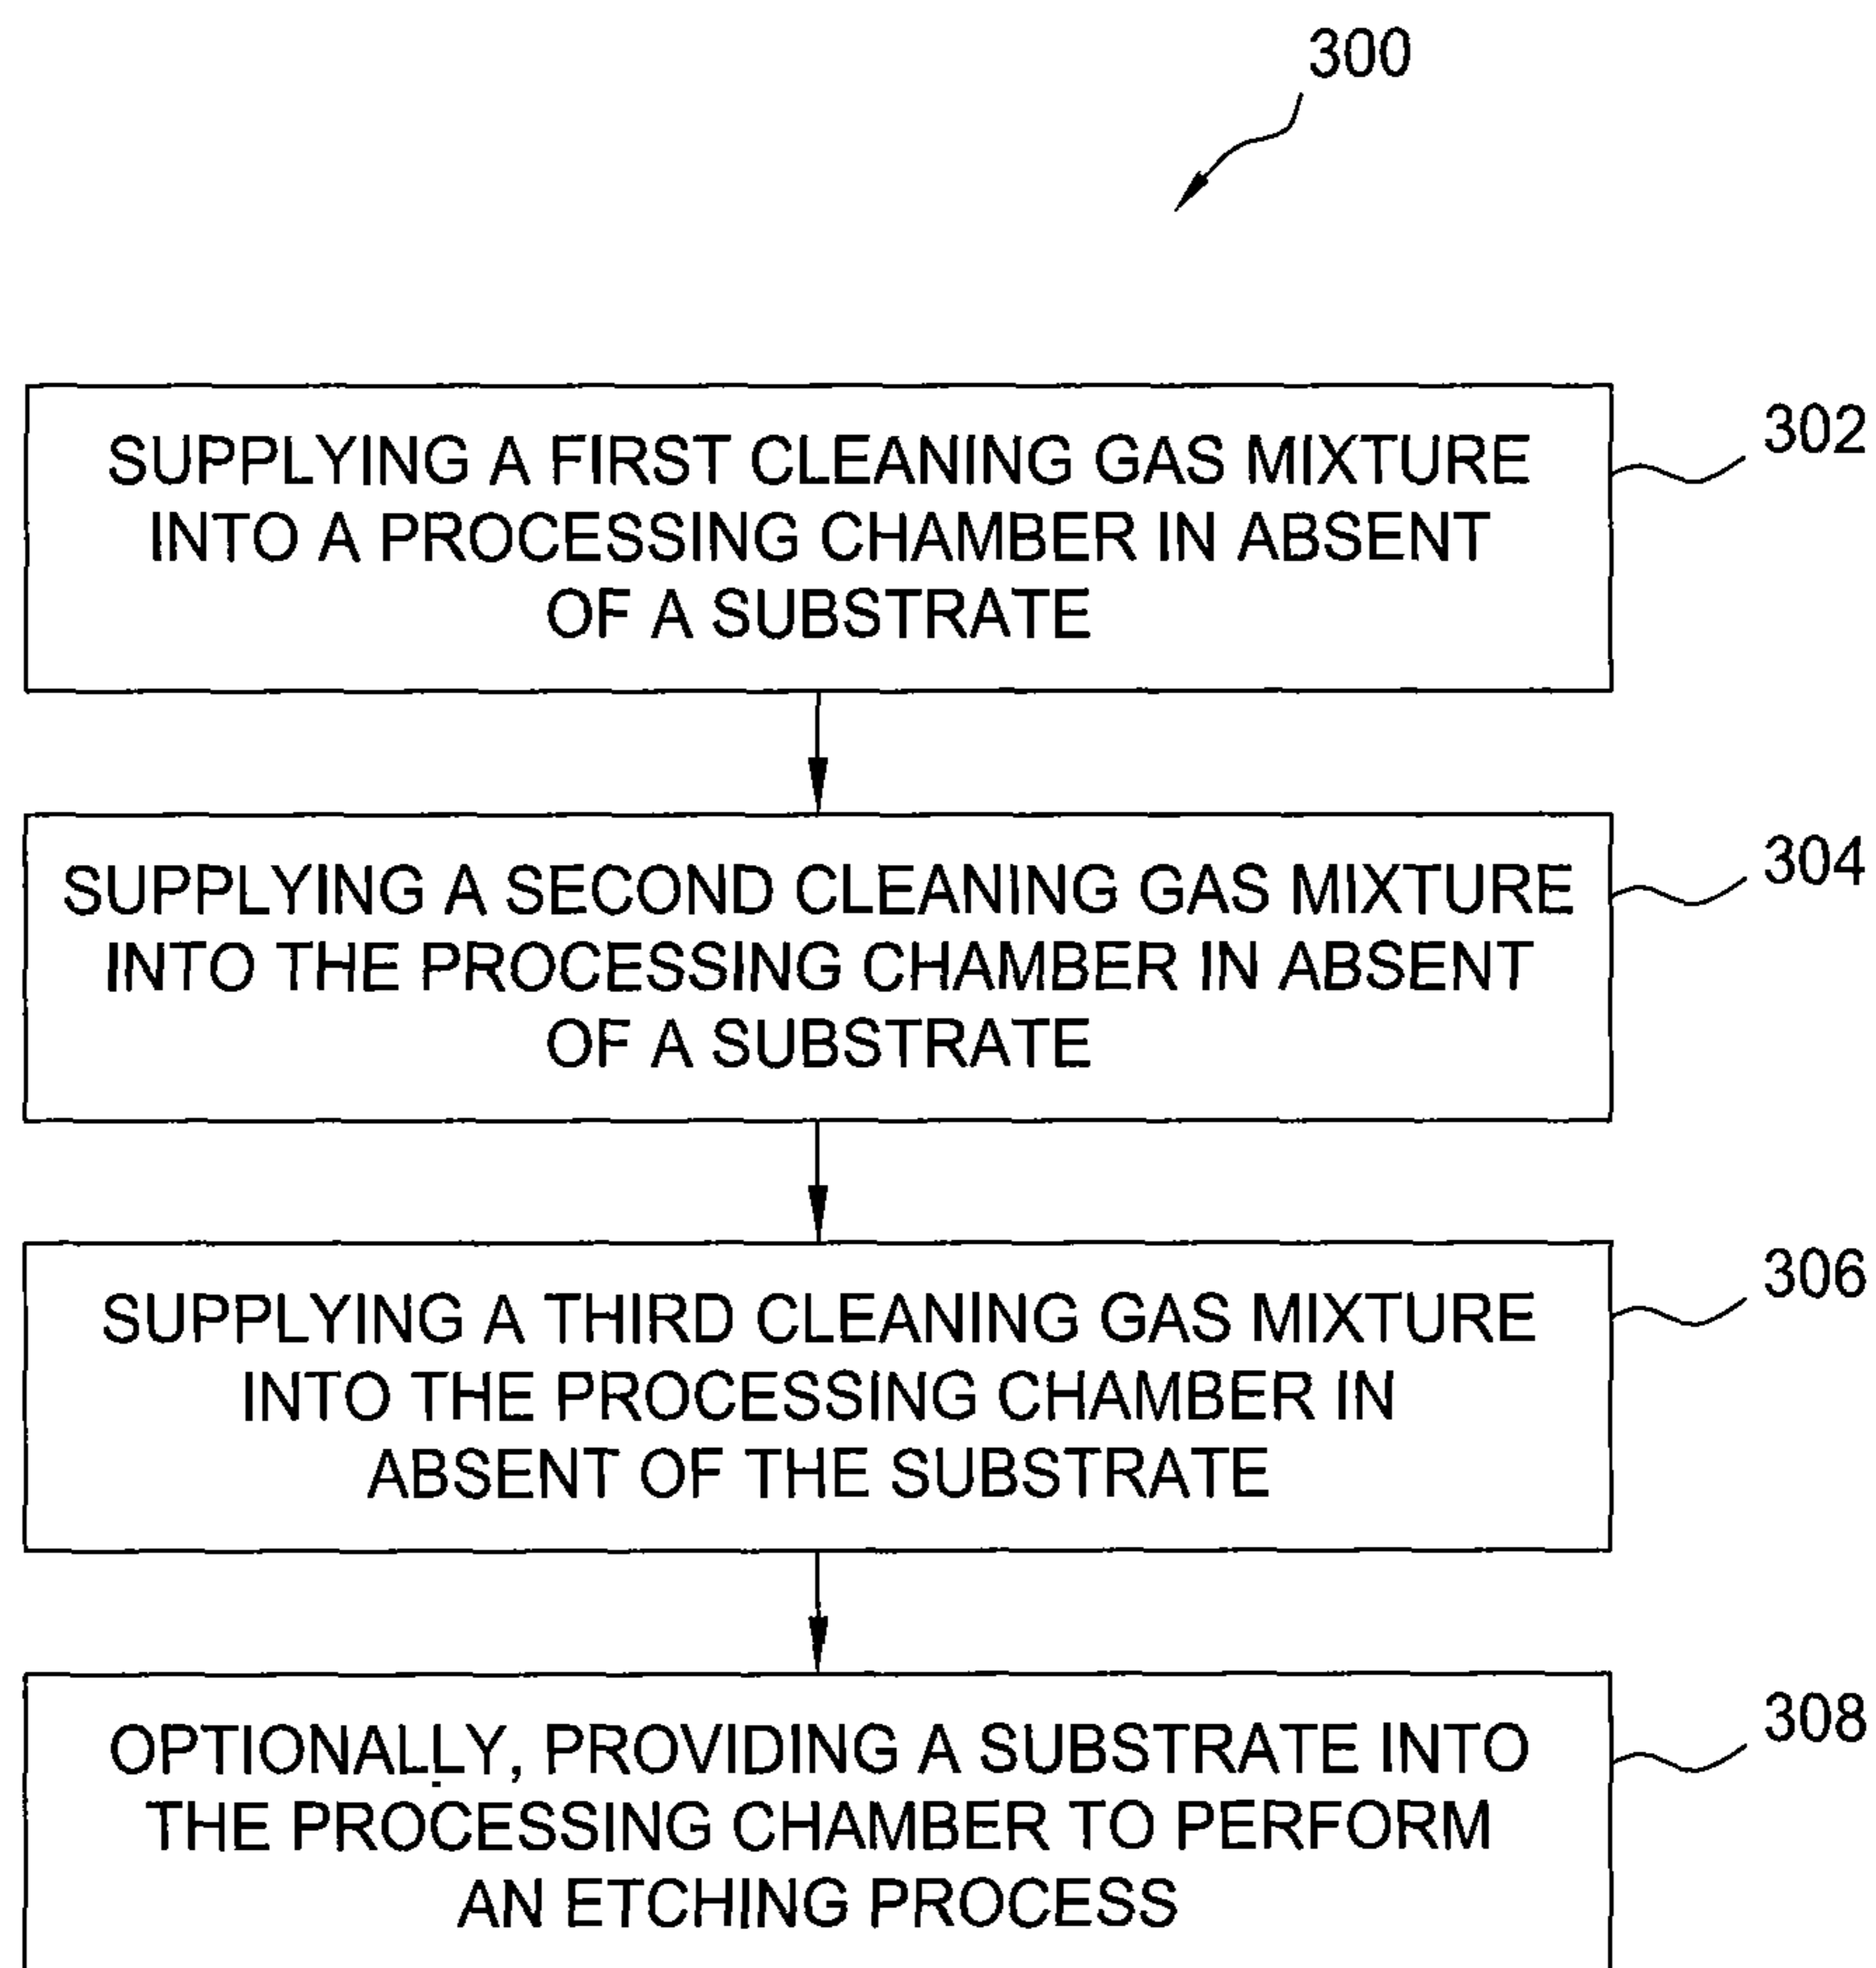 300
SUPPLYING A FIRST CLEANING GAS MIXTURE
INTO A PROCESSING CHAMBER IN ABSENT
OF A SUBSTRATE
302
SUPPLYING A SECOND CLEANING GAS MIXTURE
INTO THE PROCESSING CHAMBER IN ABSENT
OF A SUBSTRATE
304
SUPPLYING A THIRD CLEANING GAS MIXTURE
INTO THE PROCESSING CHAMBER IN
ABSENT OF THE SUBSTRATE
306
OPTIONALLY, PROVIDING A SUBSTRATE INTO
THE PROCESSING CHAMBER TO PERFORM
AN ETCHING PROCESS
308